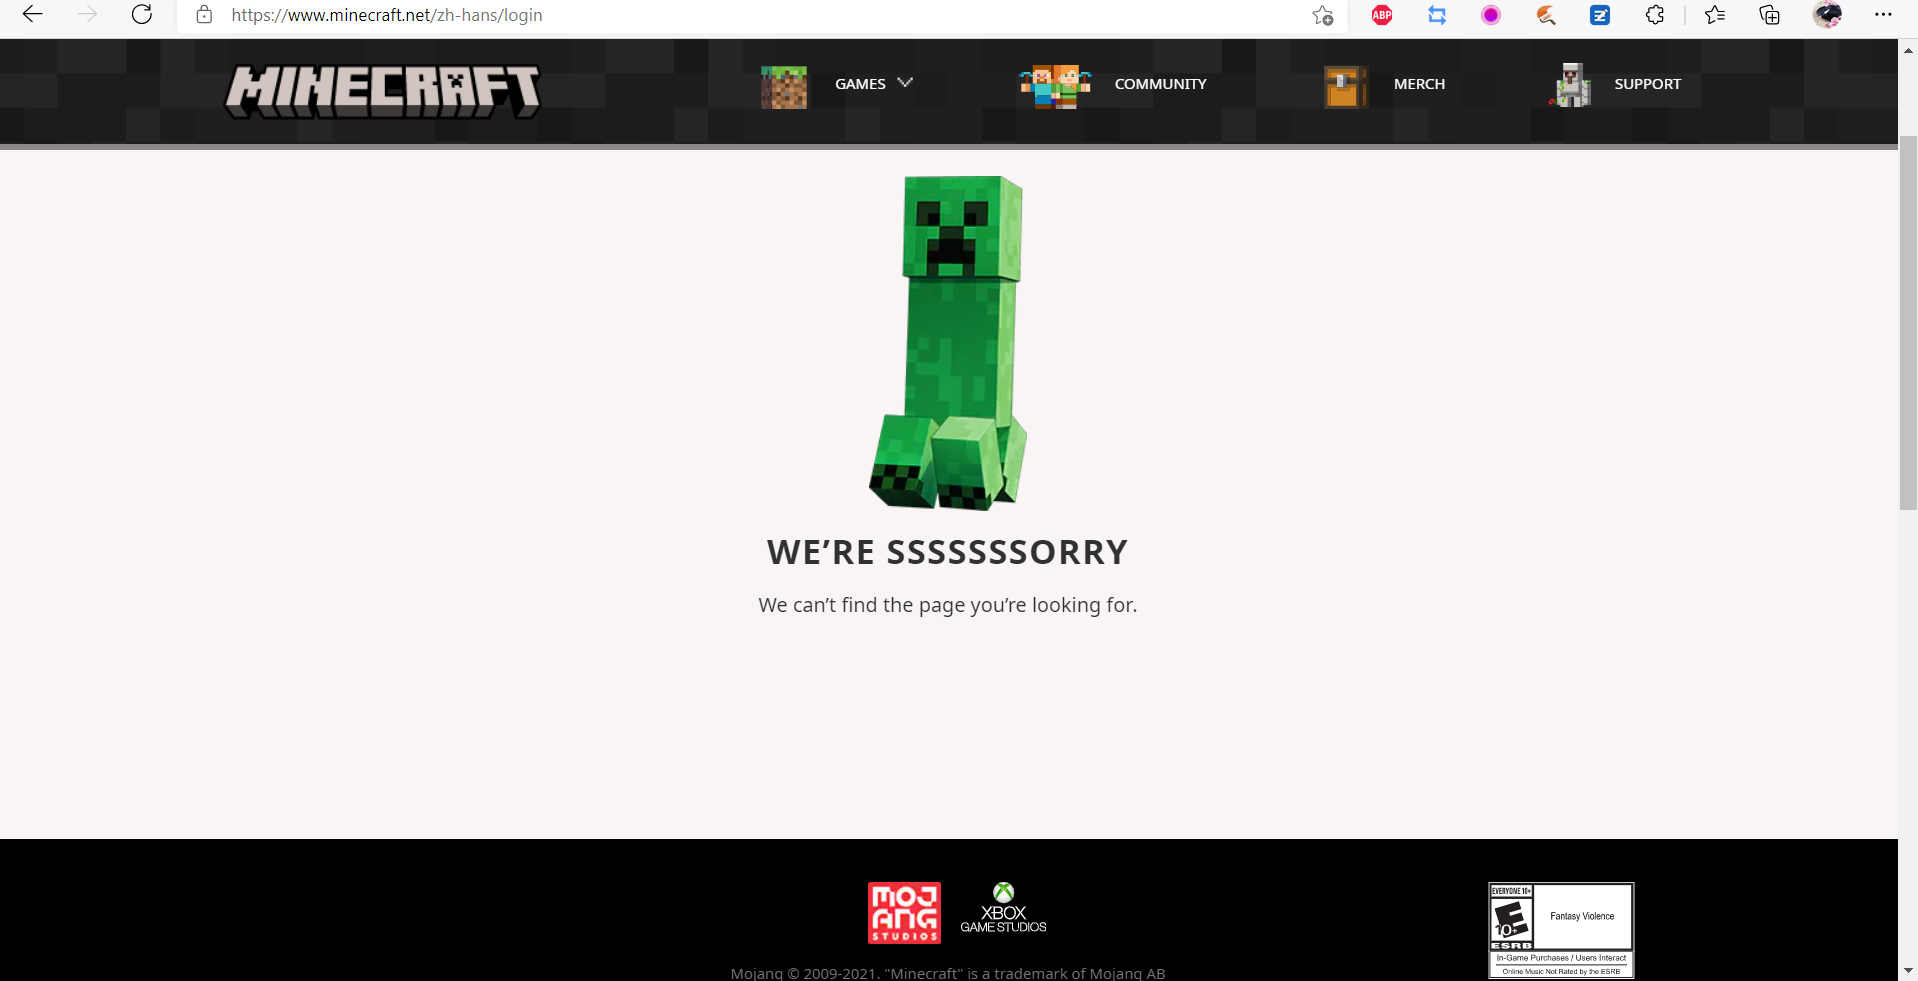 https://www.minecraft.net/zh-hans/login
ABP
MINECRAFT
GAMES
COMMUNITY
MERCH
SUPPORT
WE’RE SSSSSSSORRY
We can’t find the page you’re looking for.
MOJ
ANG
STUDIOS
XBOX
GAME STUDIOS
EVERYONE 10+
E
10+
ESRB
Fantasy Violence
In-Game Purchases / Users Interact
Online Music Not Rated by the ESRB
Mojang © 2009-2021. "Minecraft" is a trademark of Mojang AB